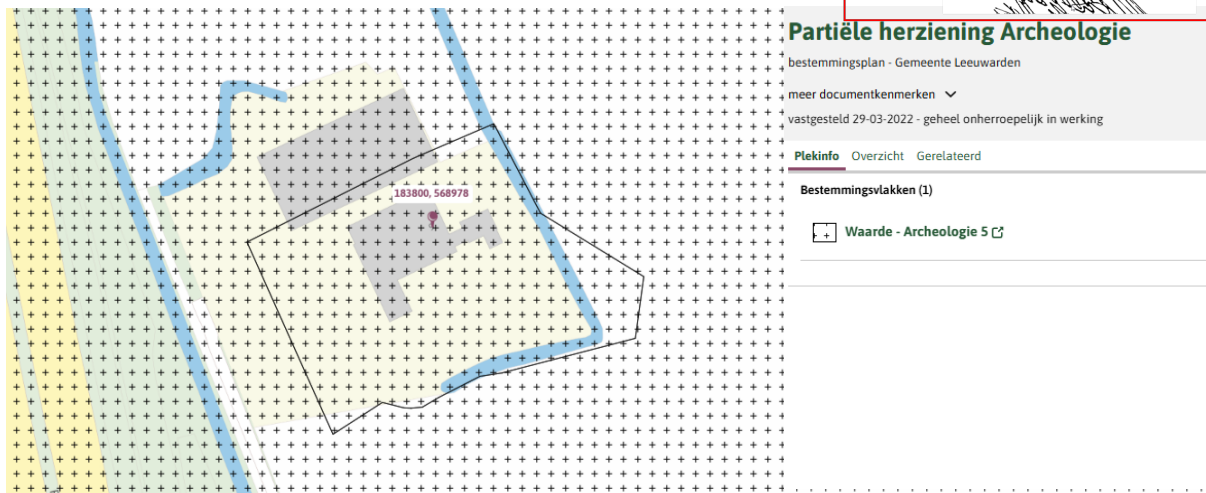 183800, 568978
Partiële herziening Archeologie
bestemmingsplan - Gemeente Leeuwarden
meer documentkenmerken
vastgesteld 29-03-2022 - geheel onherroepelijk in werking
Plekinfo Overzicht Gerelateerd
Bestemmingsvlakken (1)
Waarde - Archeologie 5